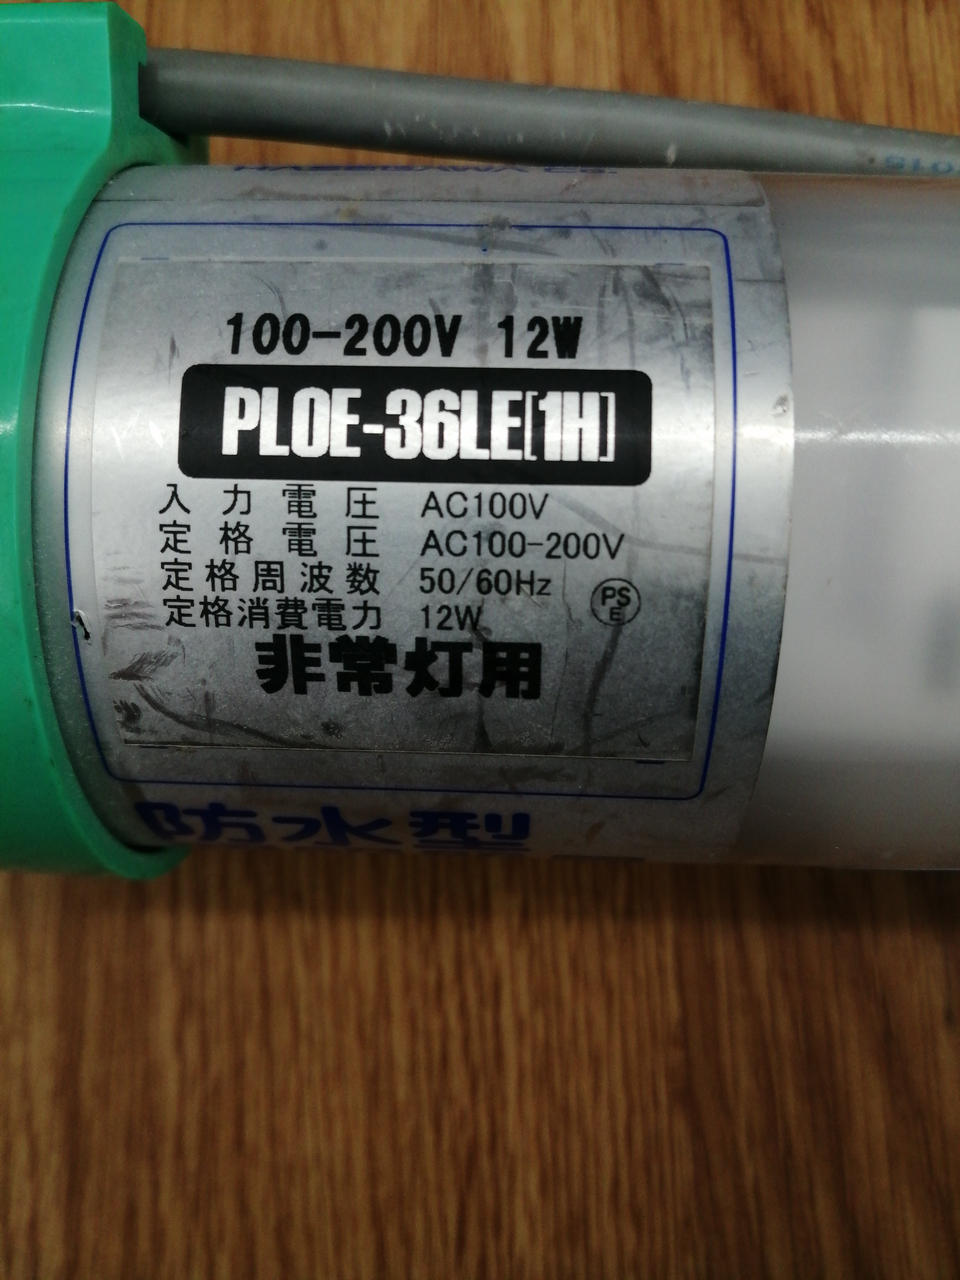 100-200V 12W
PLOE-36LE[1H]
入力電圧 AC100V
定格電圧 AC100-200V
定格周波数 50/60Hz
定格消費電力 12W
PS
E
非常灯用
防水型